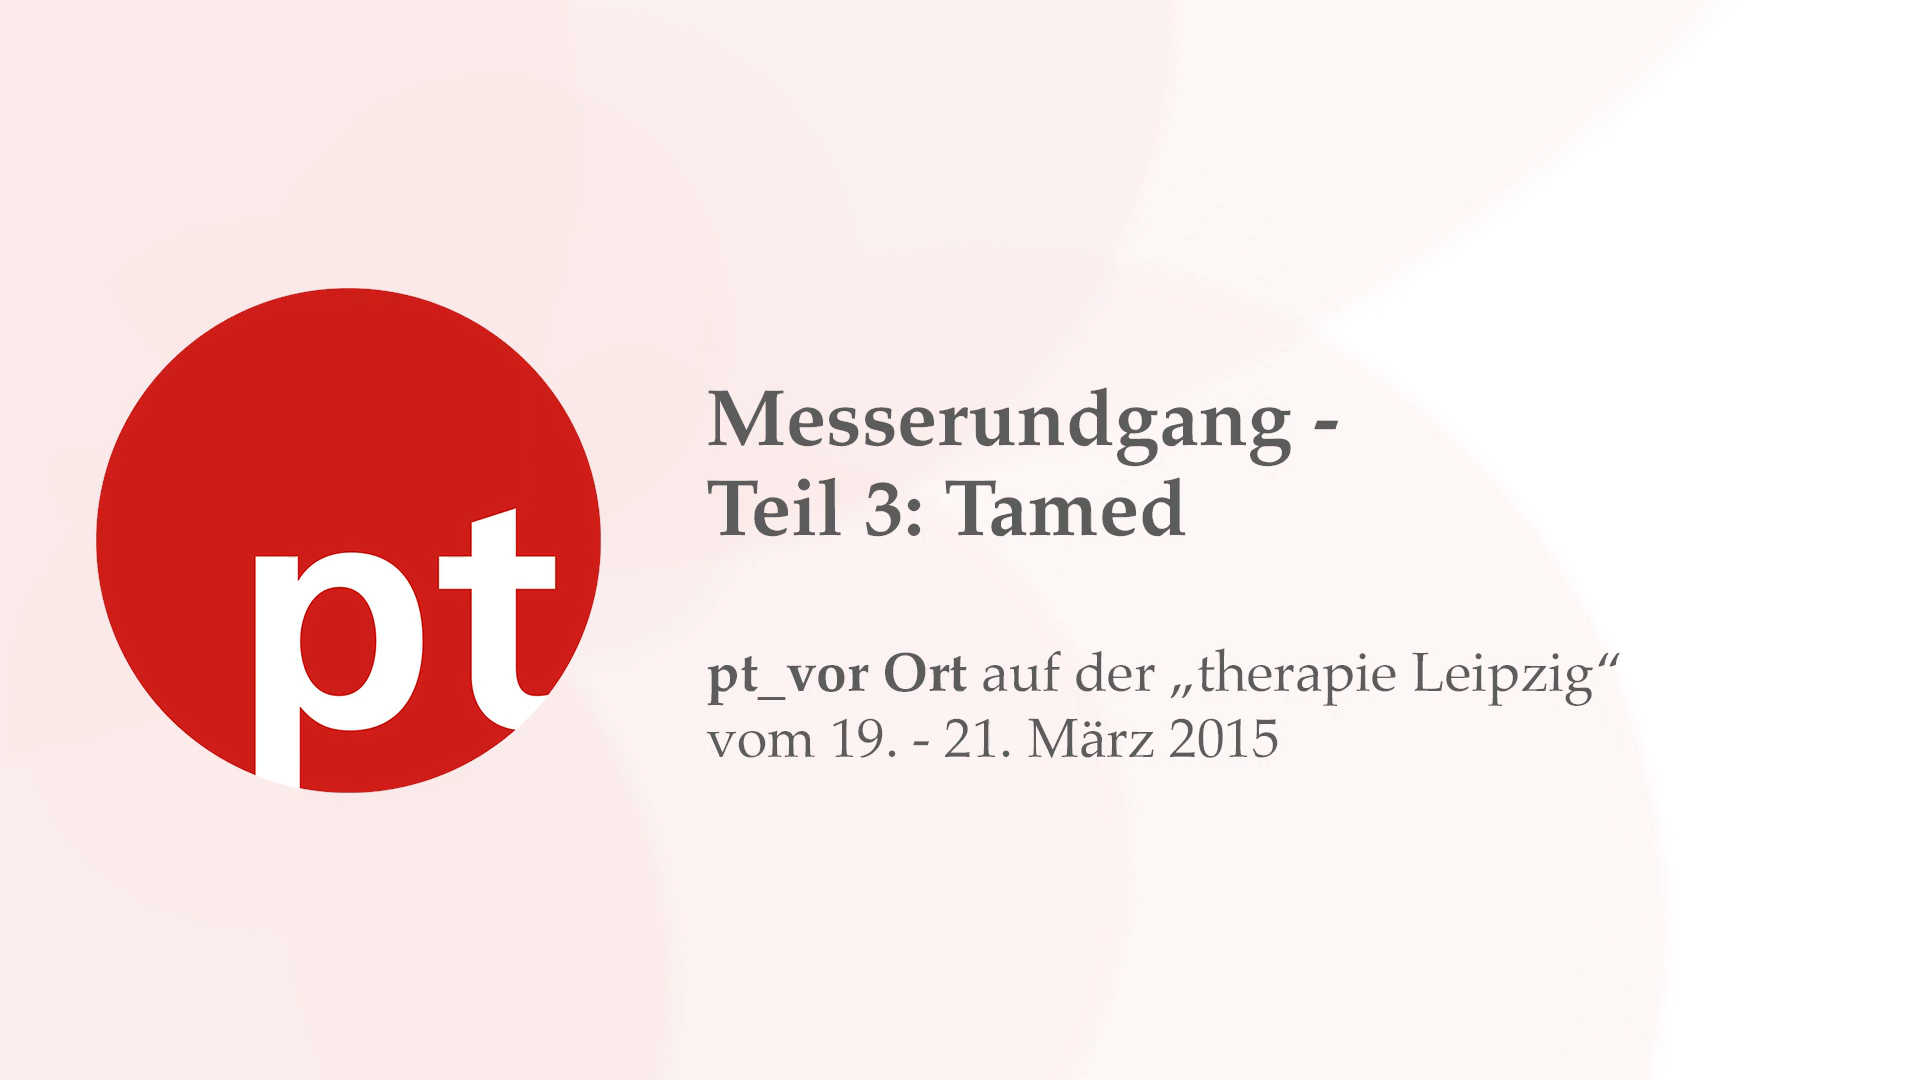 pt
Messerundgang -
Teil 3: Tamed
pt_vor Ort auf der „therapie Leipzig“
vom 19. - 21. März 2015